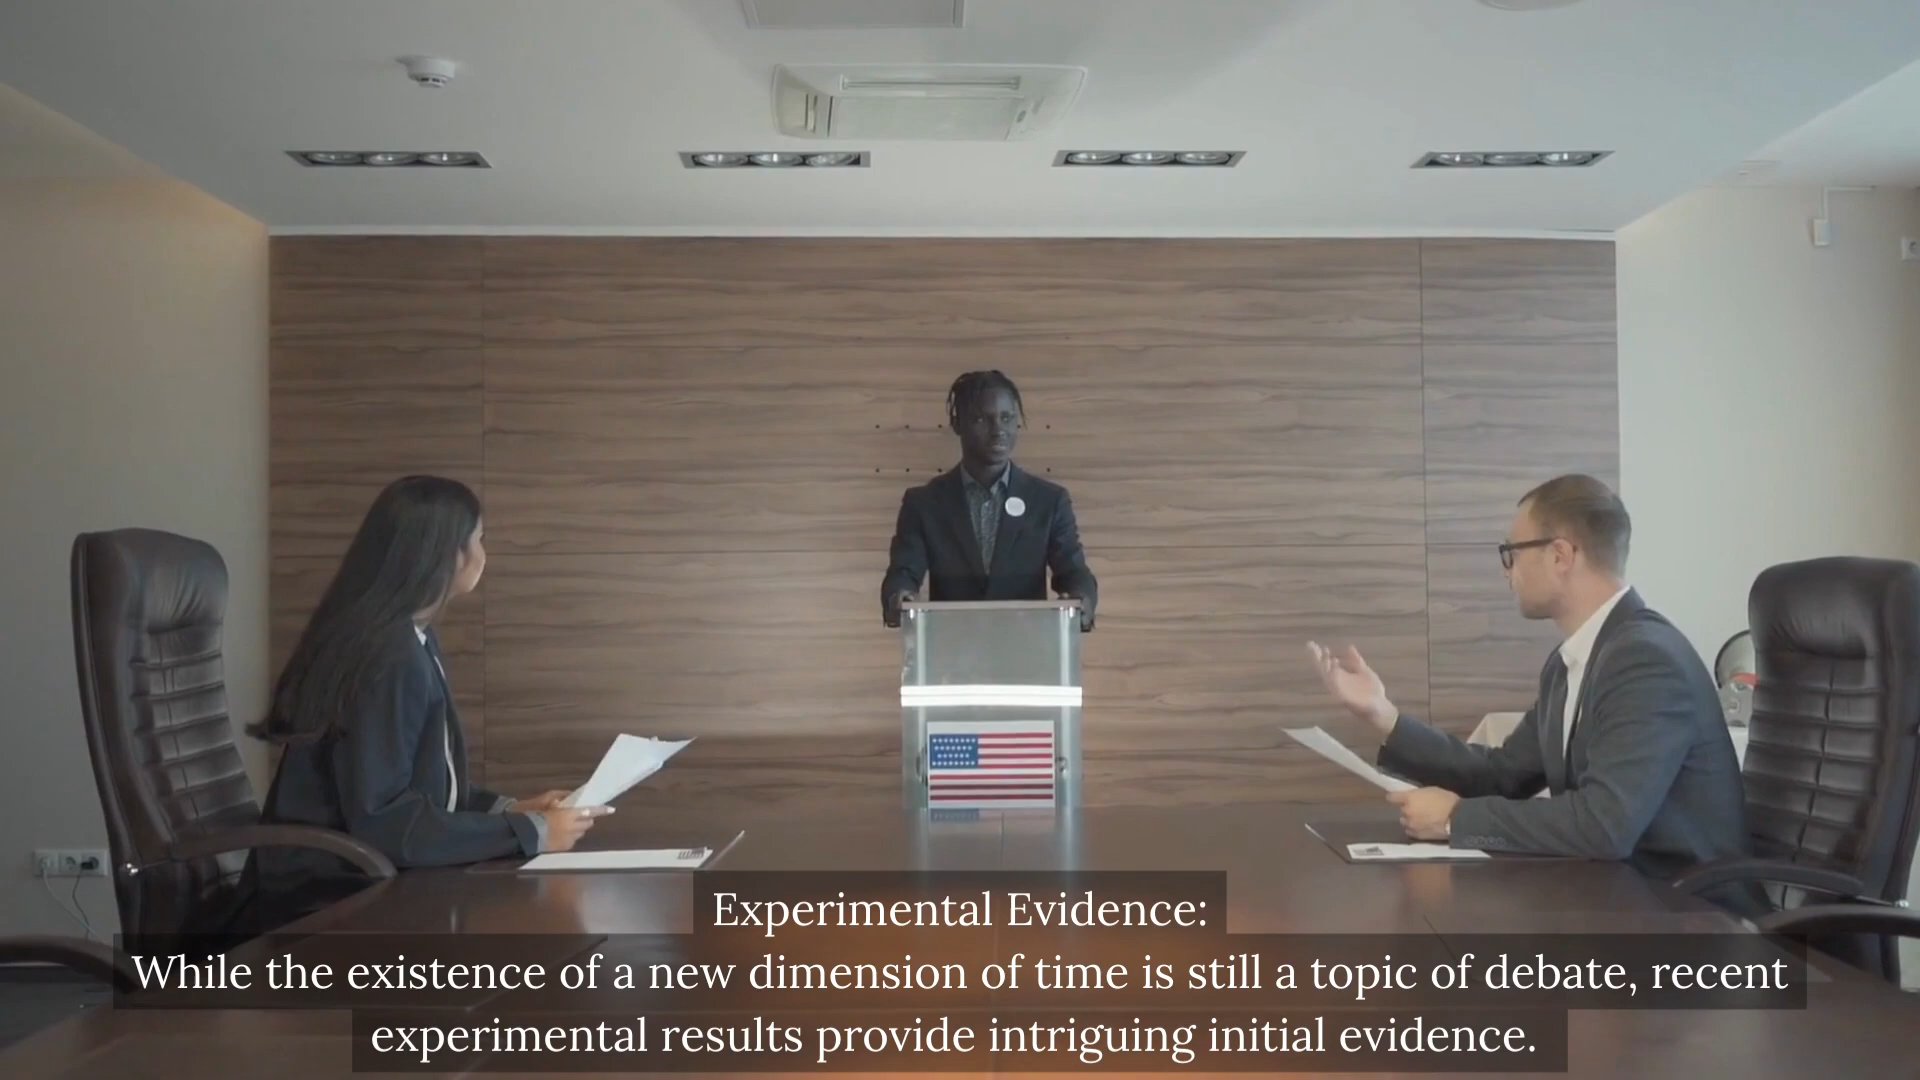 Experimental Evidence:
While the existence of a new dimension of time is still a topic of debate, recent
experimental results provide intriguing initial evidence.